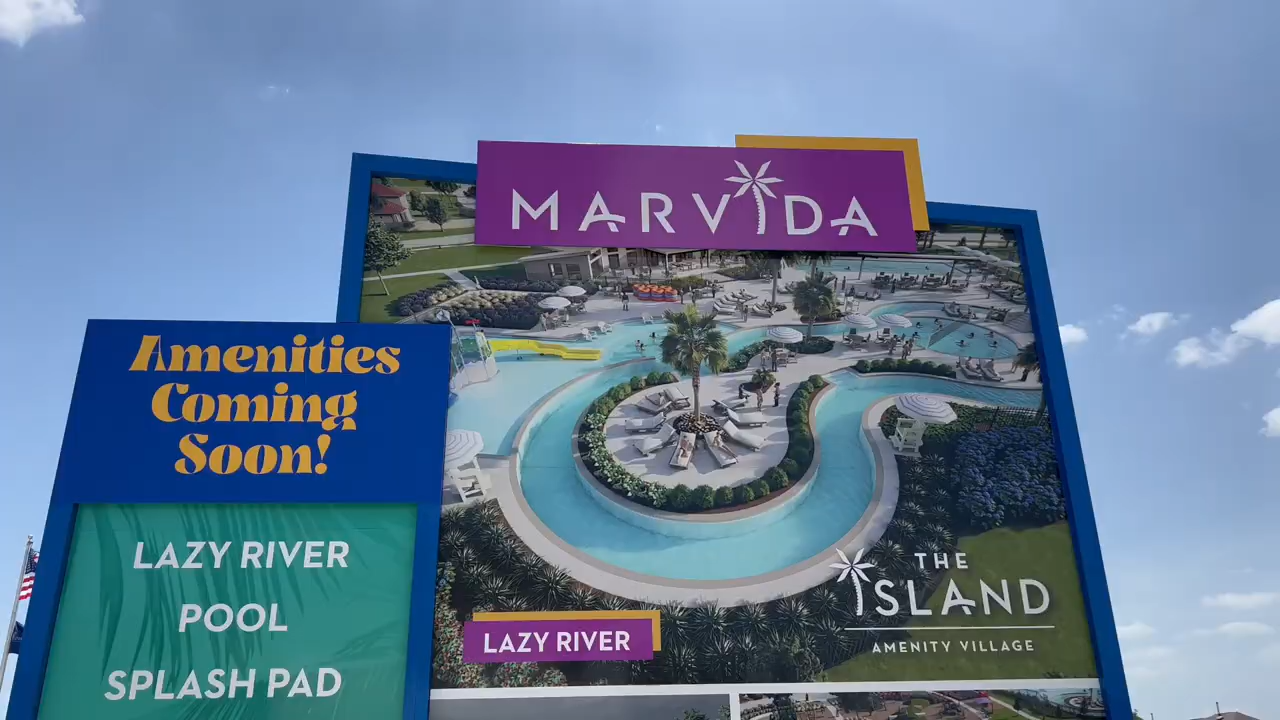 MARVIDA
Amenities
Coming
Soon!
LAZY RIVER
POOL
SPLASH PAD
LAZY RIVER
THE
ISLAND
AMENITY VILLAGE